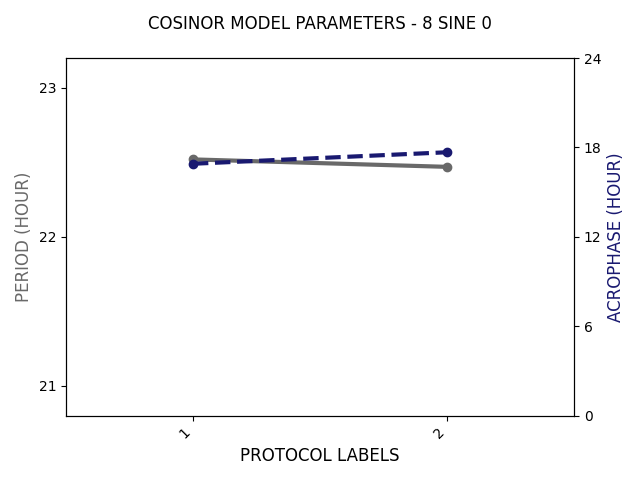 COSINOR MODEL PARAMETERS - 8 SINE 0
23
22
21
PERIOD (HOUR)
24
18
12
6
0
ACROPHASE (HOUR)
1
2
PROTOCOL LABELS